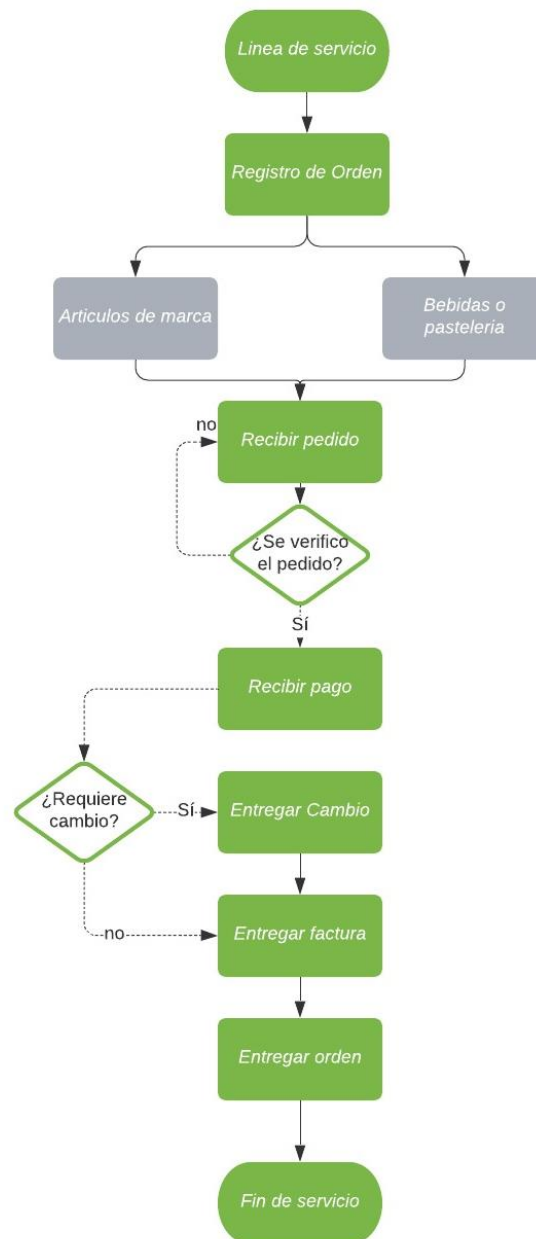 Linea de servicio
Registro de Orden
Articulos de marca
Bebidas o
pasteleria
no
Recibir pedido
¿Se verifico
el pedido?
Sí
Recibir pago
¿Requiere
cambio?
Sí
Entregar Cambio
no
Entregar factura
Entregar orden
Fin de servicio